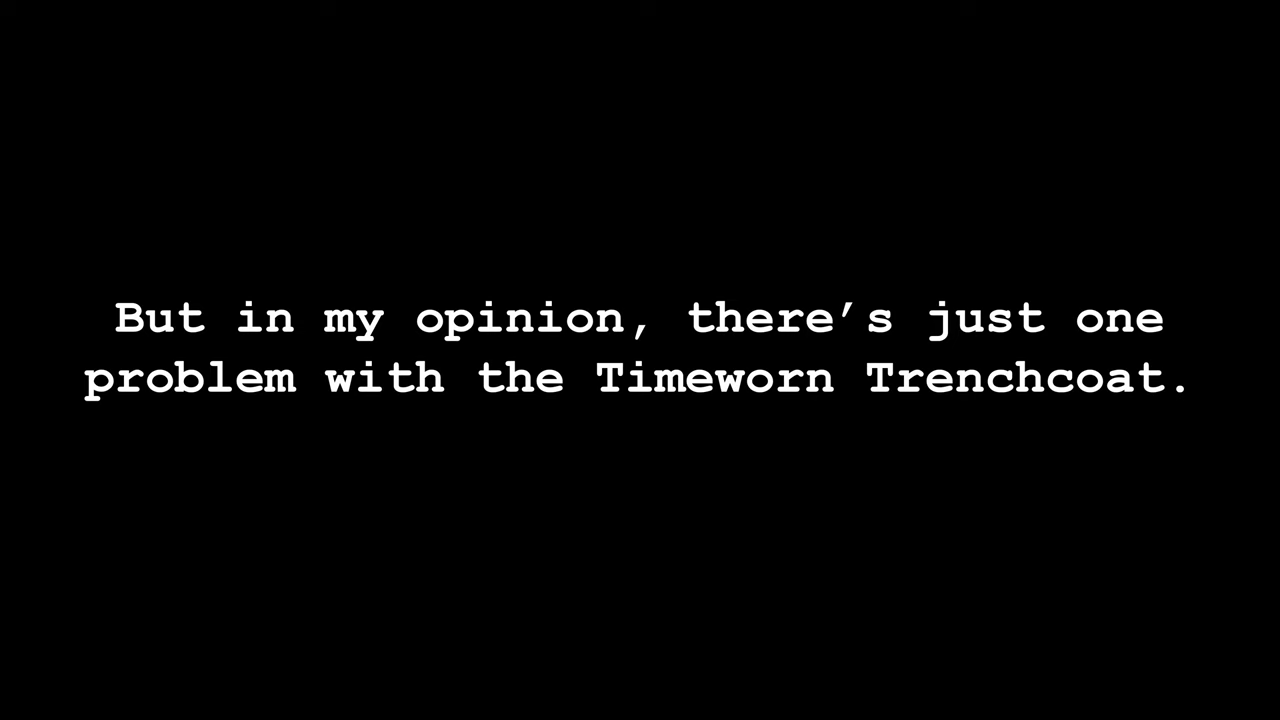 But in my opinion, there’s just one
problem with the Timeworn Trenchcoat.